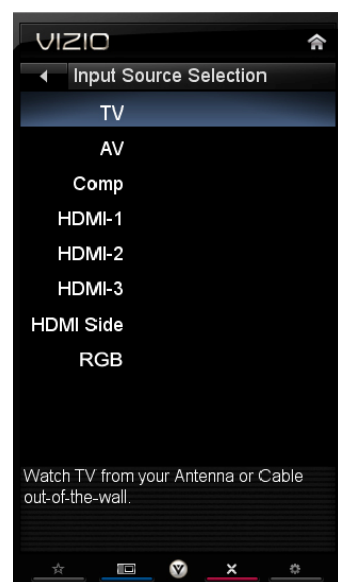 VIZIO
Input Source Selection
TV
AV
Comp
HDMI-1
HDMI-2
HDMI-3
HDMI Side
RGB
Watch TV from your Antenna or Cable
out-of-the-wall.
V